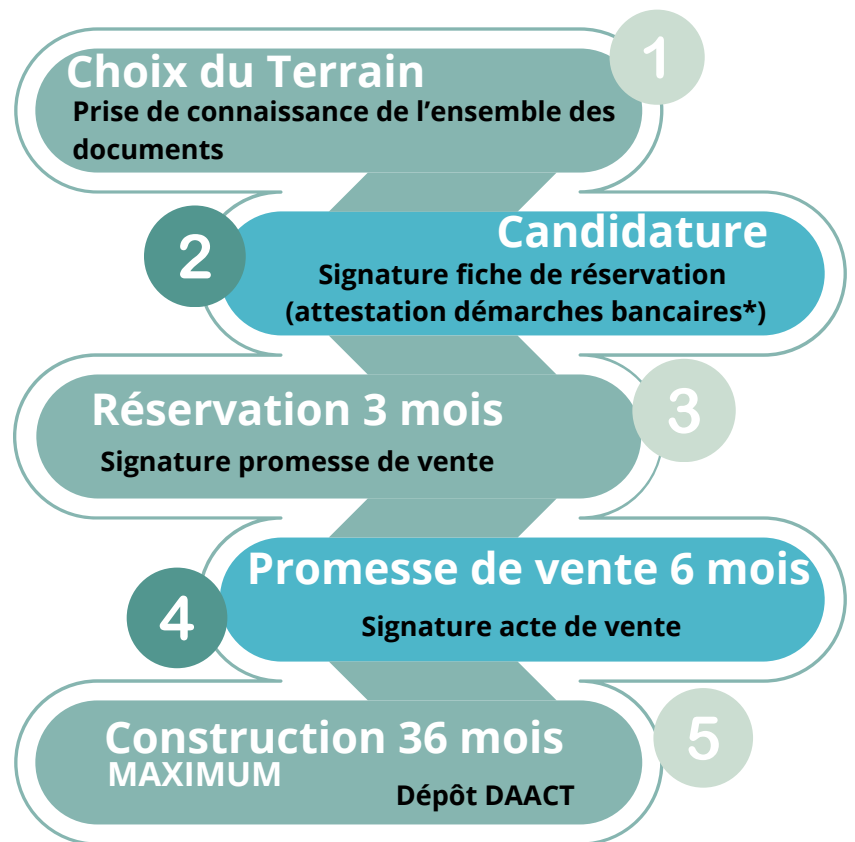 1
Choix du Terrain
Prise de connaissance de l’ensemble des
documents
2
Candidature
Signature fiche de réservation
(attestation démarches bancaires*)
3
Réservation 3 mois
Signature promesse de vente
4
Promesse de vente 6 mois
Signature acte de vente
5
Construction 36 mois
MAXIMUM
Dépôt DAACT